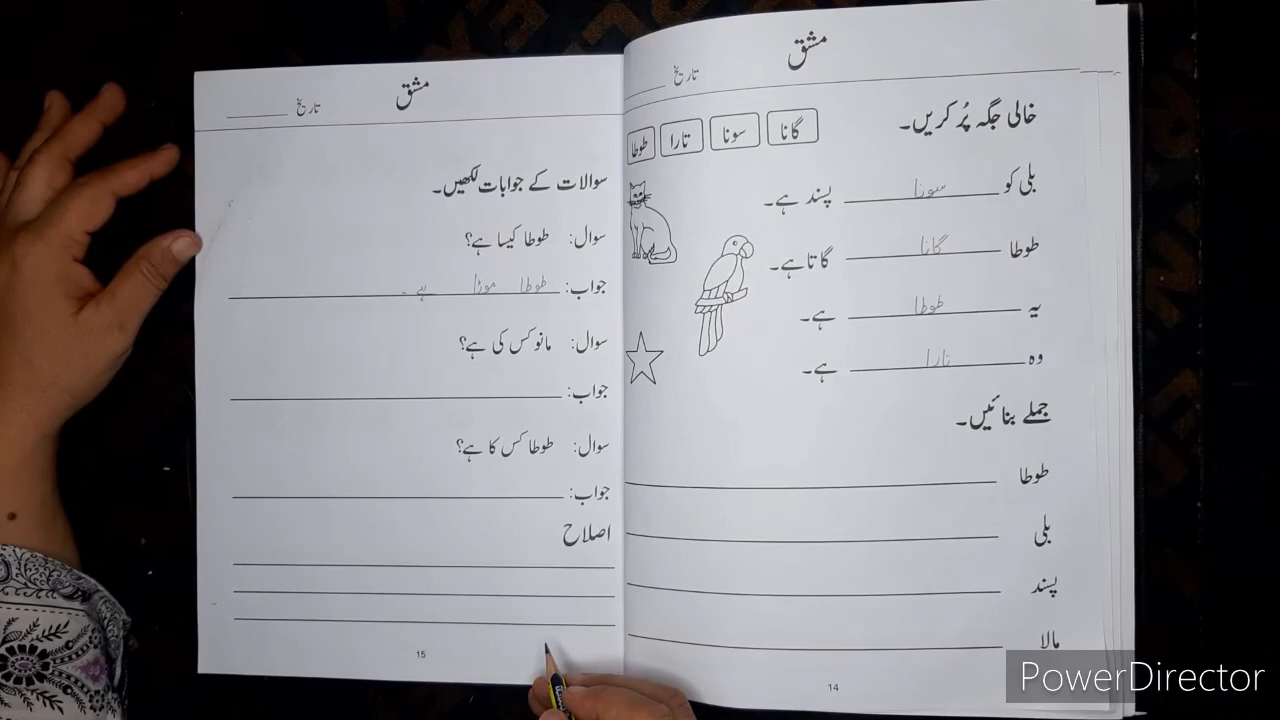 مشق
تاریخ
خالی جگہ پُر کریں۔
گانا سونا تارا طوطا
بلی کو سونا پسند ہے۔
طوطا گانا گاتا ہے۔
یہ طوطا ہے۔
وہ تارا ہے۔
جملے بنائیں۔
طوطا
بلی
پسند
مالا
14
مشق
تاریخ
سوالات کے جوابات لکھیں۔
سوال: طوطا کیسا ہے؟
جواب: طوطا موٹا ہے۔
سوال: مانو کس کی ہے؟
جواب:
سوال: طوطا کس کا ہے؟
جواب:
اصلاح
15
PowerDirector